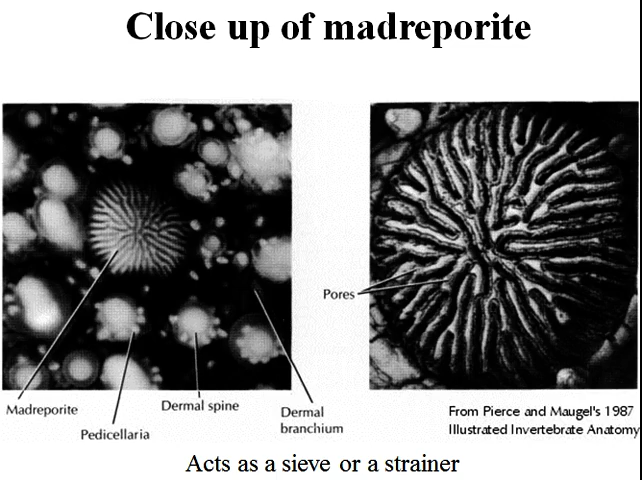 Close up of madreporite
Pores
Madreporite
Pedicellaria
Dermal spine
Dermal
branchium
From Pierce and Maugel's 1987
Illustrated Invertebrate Anatomy
Acts as a sieve or a strainer